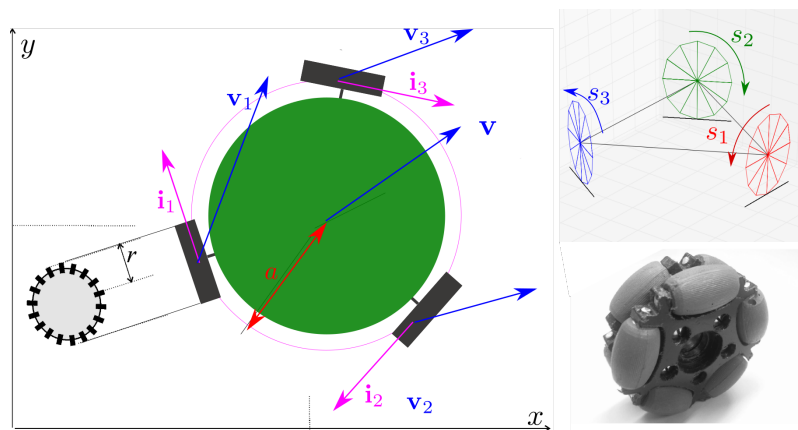 y
v₃
i₃
v₁
v
i₁
r
a
i₂
v₂
x
s₂
s₃
s₁